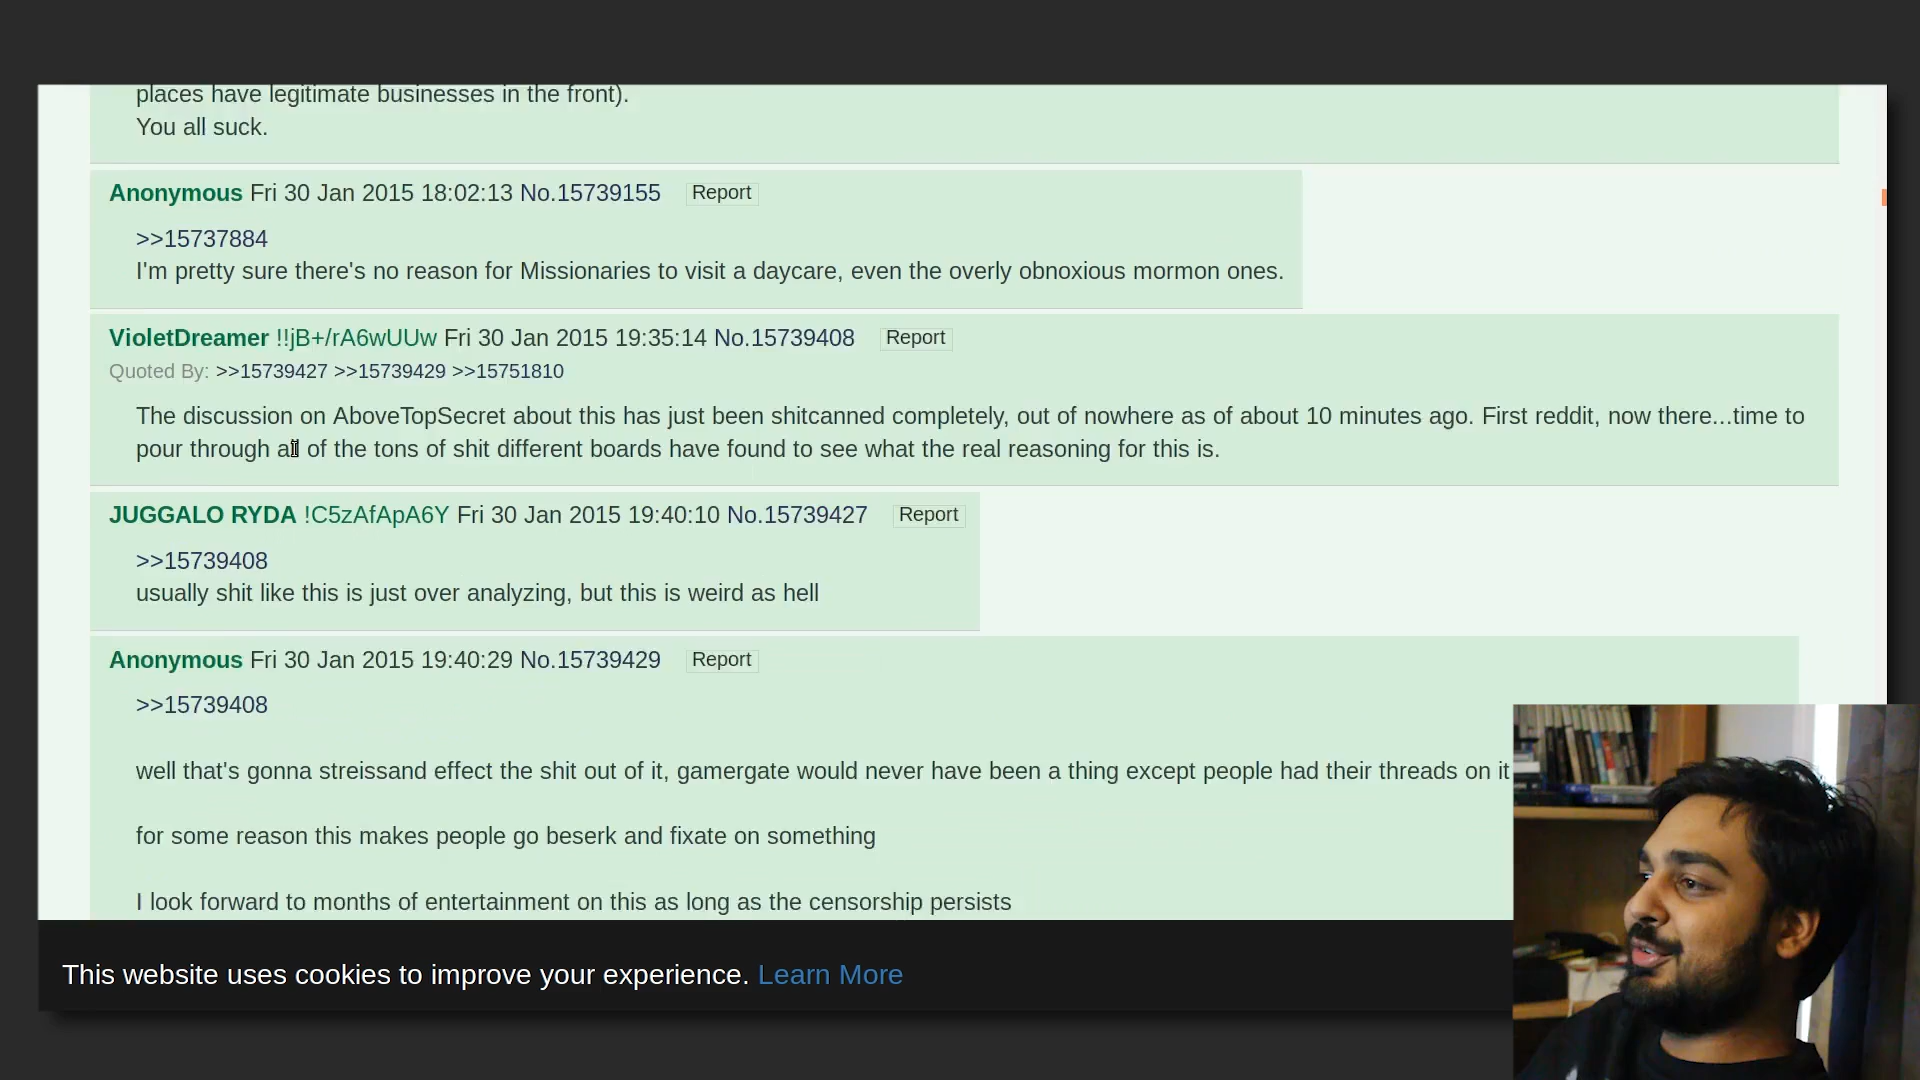 places have legitimate businesses in the front).
You all suck.
Anonymous Fri 30 Jan 2015 18:02:13 No.15739155 Report
>>15737884
I'm pretty sure there's no reason for Missionaries to visit a daycare, even the overly obnoxious mormon ones.
VioletDreamer !!jB+/rA6wUUw Fri 30 Jan 2015 19:35:14 No.15739408 Report
Quoted By: >>15739427 >>15739429 >>15751810
The discussion on AboveTopSecret about this has just been shitcanned completely, out of nowhere as of about 10 minutes ago. First reddit, now there...time to
pour through all of the tons of shit different boards have found to see what the real reasoning for this is.
JUGGALO RYDA !C5zAfApA6Y Fri 30 Jan 2015 19:40:10 No.15739427 Report
>>15739408
usually shit like this is just over analyzing, but this is weird as hell
Anonymous Fri 30 Jan 2015 19:40:29 No.15739429 Report
>>15739408
well that's gonna streissand effect the shit out of it, gamergate would never have been a thing except people had their threads on it
for some reason this makes people go beserk and fixate on something
I look forward to months of entertainment on this as long as the censorship persists
This website uses cookies to improve your experience. Learn More